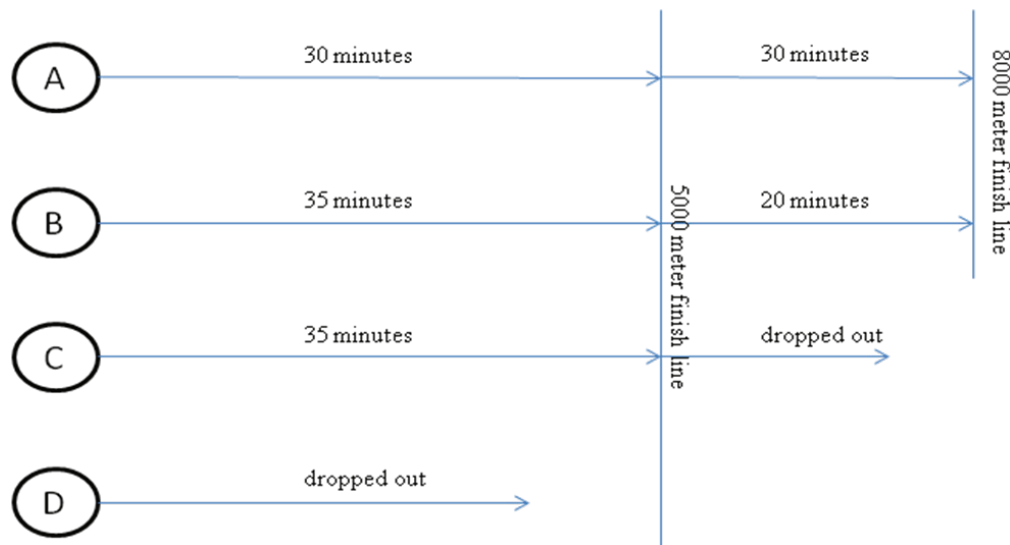 30 minutes
30 minutes
A
8000 meter finish line
35 minutes
20 minutes
B
5000 meter finish line
35 minutes
dropped out
C
dropped out
D